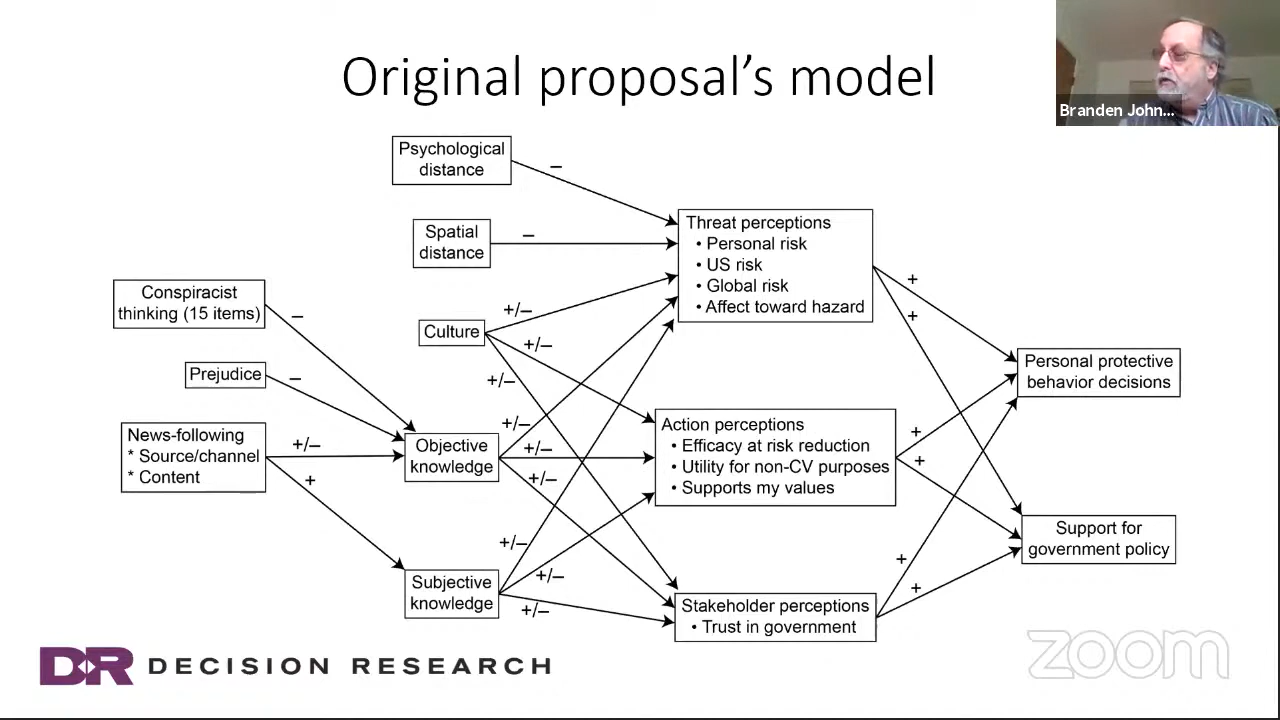 Original proposal's model
Branden John...
Psychological
distance
–
Spatial
distance
–
Threat perceptions
• Personal risk
• US risk
• Global risk
• Affect toward hazard
Conspiracist
thinking (15 items)
–
Culture
+/–
+/–
+/–
+
+
Prejudice
–
Personal protective
behavior decisions
News-following
* Source/channel
* Content
+/–
+
Objective
knowledge
+/–
+/–
+/–
Action perceptions
• Efficacy at risk reduction
• Utility for non-CV purposes
• Supports my values
+
+
Support for
government policy
Subjective
knowledge
+/–
+/–
+/–
Stakeholder perceptions
• Trust in government
+
+
DR DECISION RESEARCH
zoom